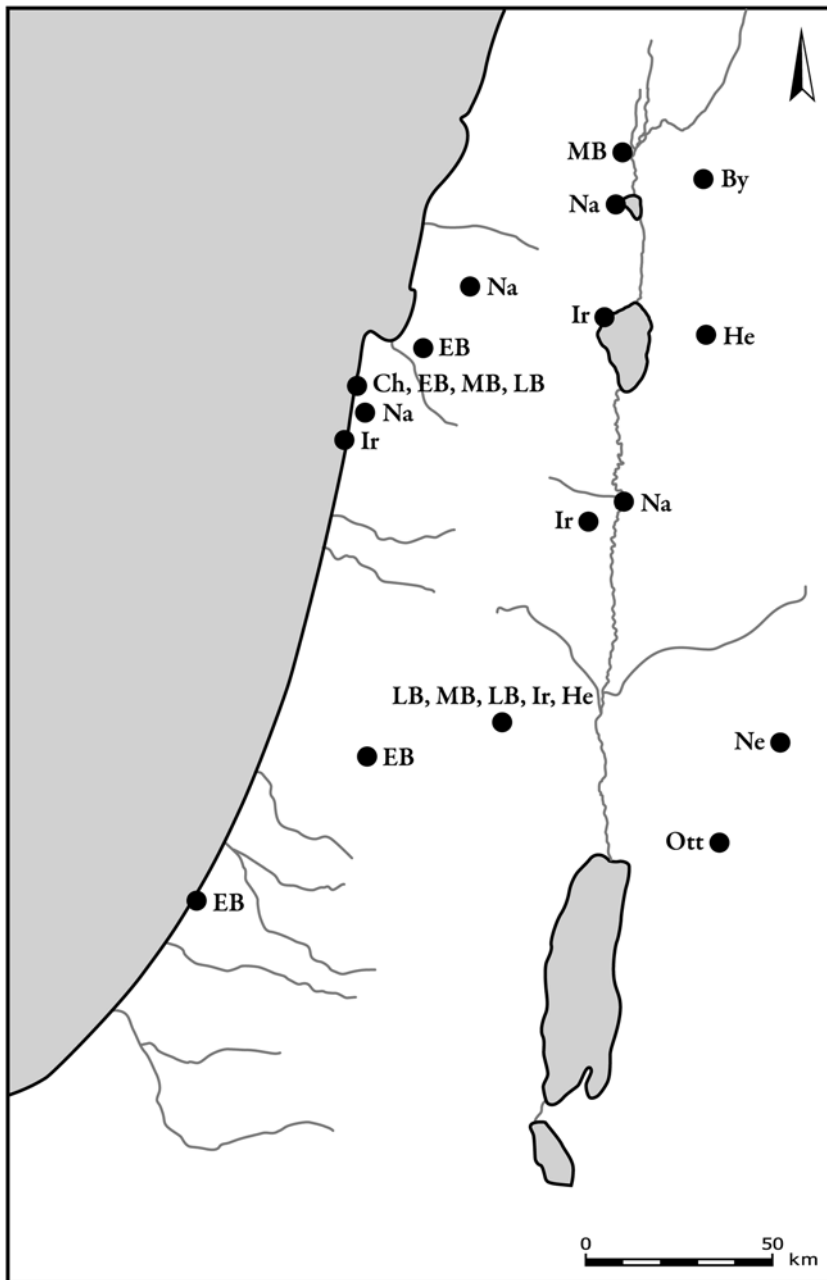 MB
By
Na
Na
Ir
He
EB
Ch, EB, MB, LB
Na
Ir
Na
Ir
LB, MB, LB, Ir, He
Ne
EB
Ott
EB
0 50
km